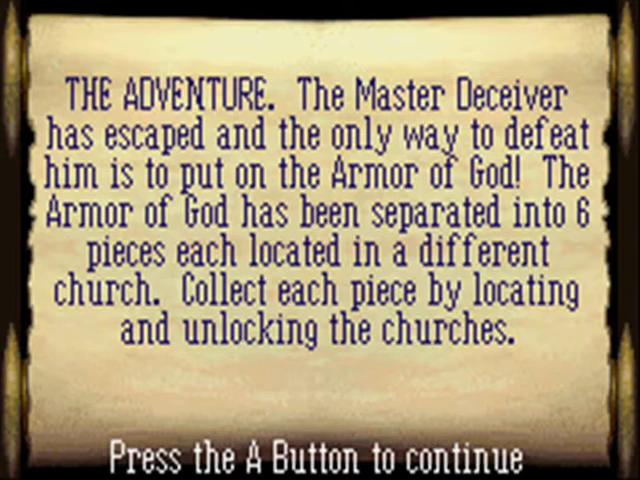 THE ADVENTURE.  The Master Deceiver
has escaped and the only way to defeat
him is to put on the Armor of God!  The
Armor of God has been separated into 6
pieces each located in a different
church.  Collect each piece by locating
and unlocking the churches.
Press the A Button to continue